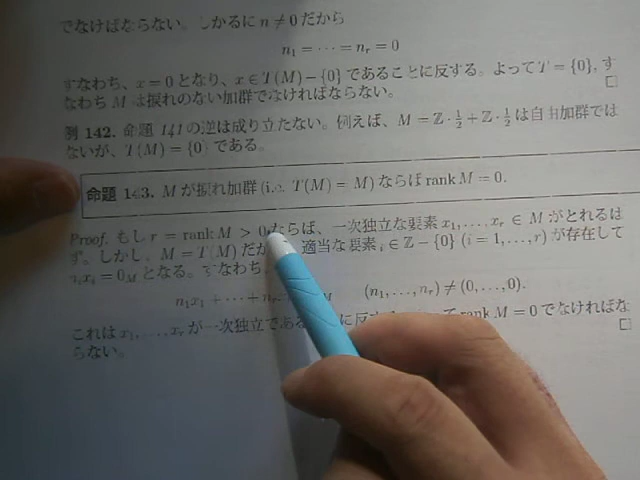 でなければならない。しかるに n ≠ 0 だから
n₁ = ⋯ = nᵣ = 0
すなわち、x = 0 となり、x ∈ T(M) − {0} であることに反する。よって T = {0}, す
なわち M は捩れのない加群でなければならない。
□
例 142. 命題 141 の逆は成り立たない。例えば、M = ℤ · ½ + ℤ · ½ は自由加群では
ないが、T(M) = {0} である。
命題 143. M が捩れ加群 (i.e. T(M) = M) ならば rank M = 0.
Proof. もし r = rank M > 0 ならば、一次独立な要素 x₁, … xᵣ ∈ M がとれるは
ず。しかし、M = T(M) だか 適当な要素 ᵢ ∈ ℤ − {0} (i = 1, …, r) が存在して
ᵢxᵢ = 0_M となる。すなわち、
n₁x₁ + ⋯ + nᵣ (n₁, …, nᵣ) ≠ (0, …, 0).
これは x₁, … xᵣ が一次独立である に反 て rank M = 0 でなければな
らない。
□